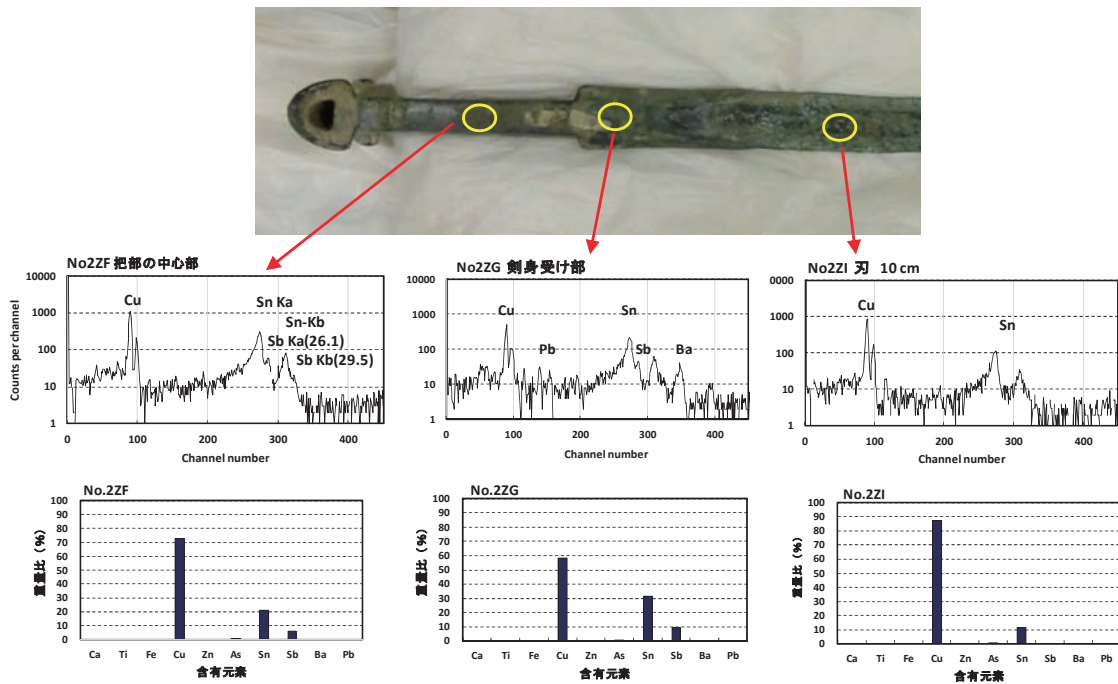 No2ZF 把部の中心部
10000
1000
100
10
1
Counts per channel
Cu
Sn Ka
Sn-Kb
Sb Ka(26.1)
Sb Kb(29.5)
0 100 200 300 400
Channel number
No2ZG 剣身受け部
10000
1000
100
10
1
Cu
Pb
Sn
Sb
Ba
0 100 200 300 400
Channel number
No2ZI 刃 10 cm
0000
1000
100
10
1
Cu
Sn
0 100 200 300 400
Channel number
No.2ZF
100
90
80
70
60
50
40
30
20
10
0
重量比（%）
Ca Ti Fe Cu Zn As Sn Sb Ba Pb
含有元素
No.2ZG
100
90
80
70
60
50
40
30
20
10
0
重量比（%）
Ca Ti Fe Cu Zn As Sn Sb Ba Pb
含有元素
No.2ZI
100
90
80
70
60
50
40
30
20
10
0
重量比（%）
Ca Ti Fe Cu Zn As Sn Sb Ba Pb
含有元素